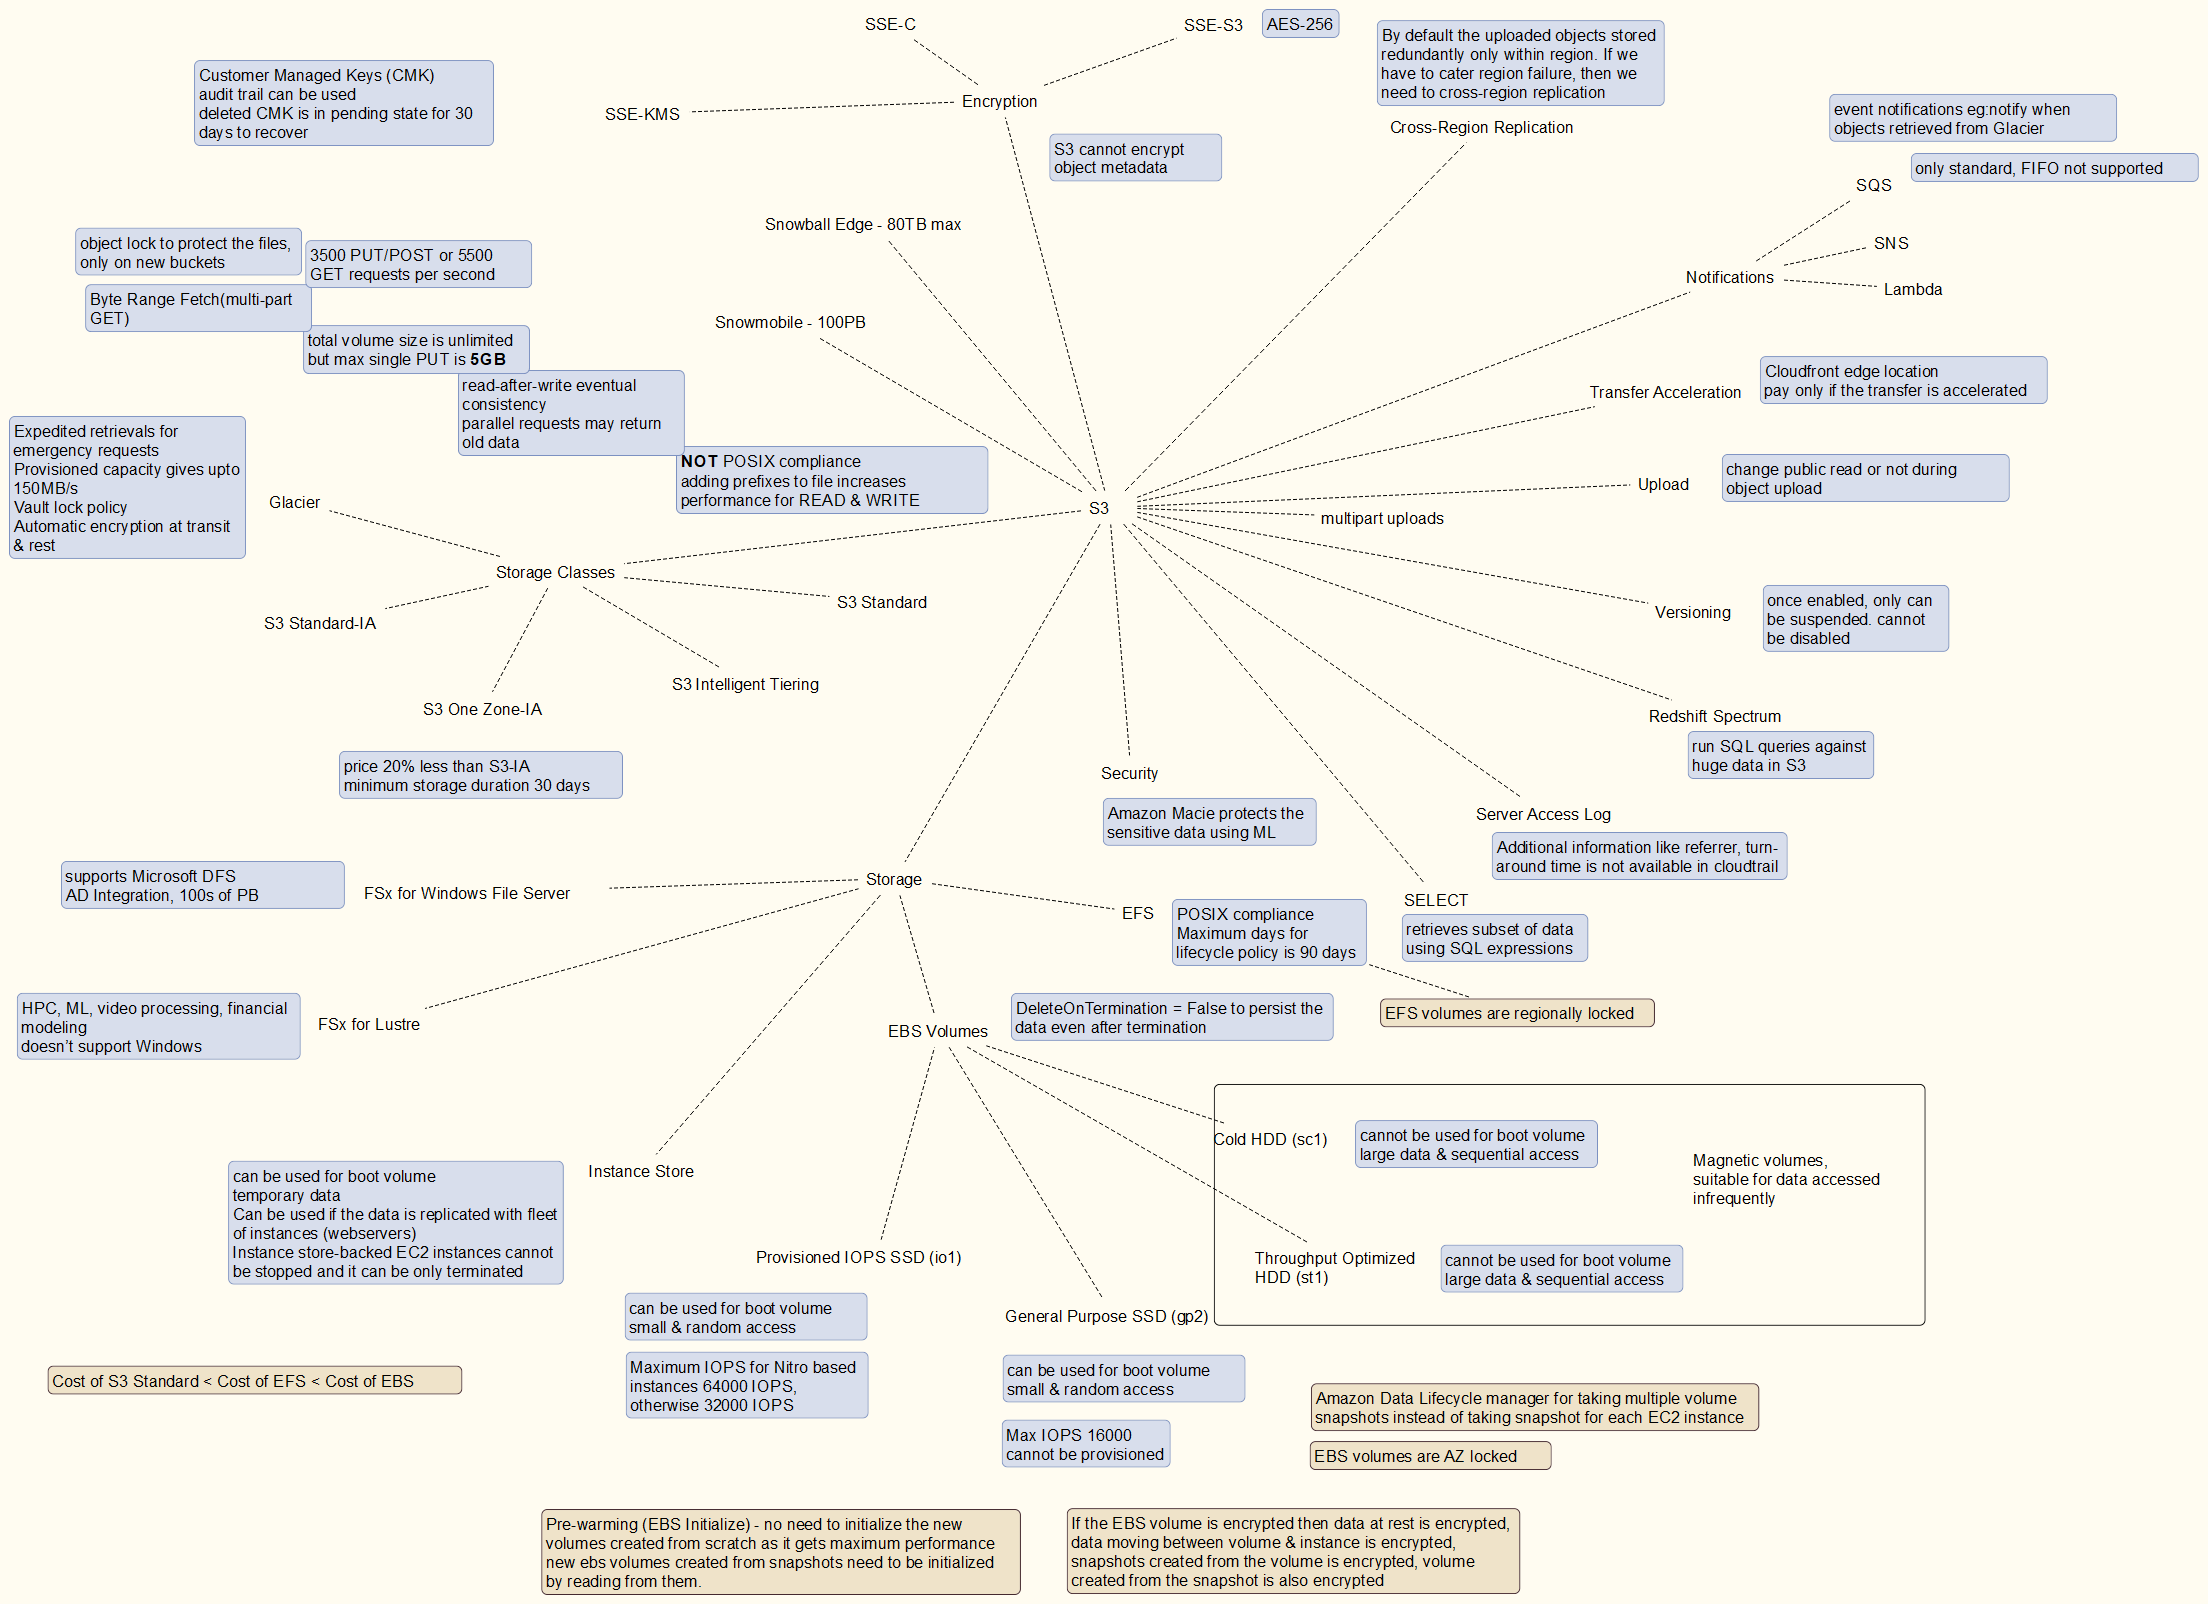 SSE-C
SSE-S3
AES-256
By default the uploaded objects stored
redundantly only within region. If we
have to cater region failure, then we
need to cross-region replication
Customer Managed Keys (CMK)
audit trail can be used
deleted CMK is in pending state for 30
days to recover
SSE-KMS
Encryption
Cross-Region Replication
event notifications eg:notify when
objects retrieved from Glacier
S3 cannot encrypt
object metadata
only standard, FIFO not supported
SQS
Snowball Edge - 80TB max
object lock to protect the files,
only on new buckets
3500 PUT/POST or 5500
GET requests per second
SNS
Notifications
Lambda
Byte Range Fetch(multi-part
GET)
Snowmobile - 100PB
total volume size is unlimited
but max single PUT is 5GB
read-after-write eventual
consistency
parallel requests may return
old data
Transfer Acceleration
Cloudfront edge location
pay only if the transfer is accelerated
Expedited retrievals for
emergency requests
Provisioned capacity gives upto
150MB/s
Vault lock policy
Automatic encryption at transit
& rest
Glacier
NOT POSIX compliance
adding prefixes to file increases
performance for READ & WRITE
S3
Upload
change public read or not during
object upload
multipart uploads
Storage Classes
S3 Standard
S3 Standard-IA
Versioning
once enabled, only can
be suspended. cannot
be disabled
S3 Intelligent Tiering
S3 One Zone-IA
Redshift Spectrum
run SQL queries against
huge data in S3
price 20% less than S3-IA
minimum storage duration 30 days
Security
Amazon Macie protects the
sensitive data using ML
Server Access Log
Additional information like referrer, turn-
around time is not available in cloudtrail
supports Microsoft DFS
AD Integration, 100s of PB
FSx for Windows File Server
Storage
EFS
POSIX compliance
Maximum days for
lifecycle policy is 90 days
SELECT
retrieves subset of data
using SQL expressions
HPC, ML, video processing, financial
modeling
doesn't support Windows
FSx for Lustre
EBS Volumes
DeleteOnTermination = False to persist the
data even after termination
EFS volumes are regionally locked
Cold HDD (sc1)
cannot be used for boot volume
large data & sequential access
Magnetic volumes,
suitable for data accessed
infrequently
can be used for boot volume
temporary data
Can be used if the data is replicated with fleet
of instances (webservers)
Instance store-backed EC2 instances cannot
be stopped and it can be only terminated
Instance Store
Provisioned IOPS SSD (io1)
Throughput Optimized
HDD (st1)
cannot be used for boot volume
large data & sequential access
can be used for boot volume
small & random access
General Purpose SSD (gp2)
Maximum IOPS for Nitro based
instances 64000 IOPS,
otherwise 32000 IOPS
can be used for boot volume
small & random access
Cost of S3 Standard < Cost of EFS < Cost of EBS
Max IOPS 16000
cannot be provisioned
Amazon Data Lifecycle manager for taking multiple volume
snapshots instead of taking snapshot for each EC2 instance
EBS volumes are AZ locked
Pre-warming (EBS Initialize) - no need to initialize the new
volumes created from scratch as it gets maximum performance
new ebs volumes created from snapshots need to be initialized
by reading from them.
If the EBS volume is encrypted then data at rest is encrypted,
data moving between volume & instance is encrypted,
snapshots created from the volume is encrypted, volume
created from the snapshot is also encrypted